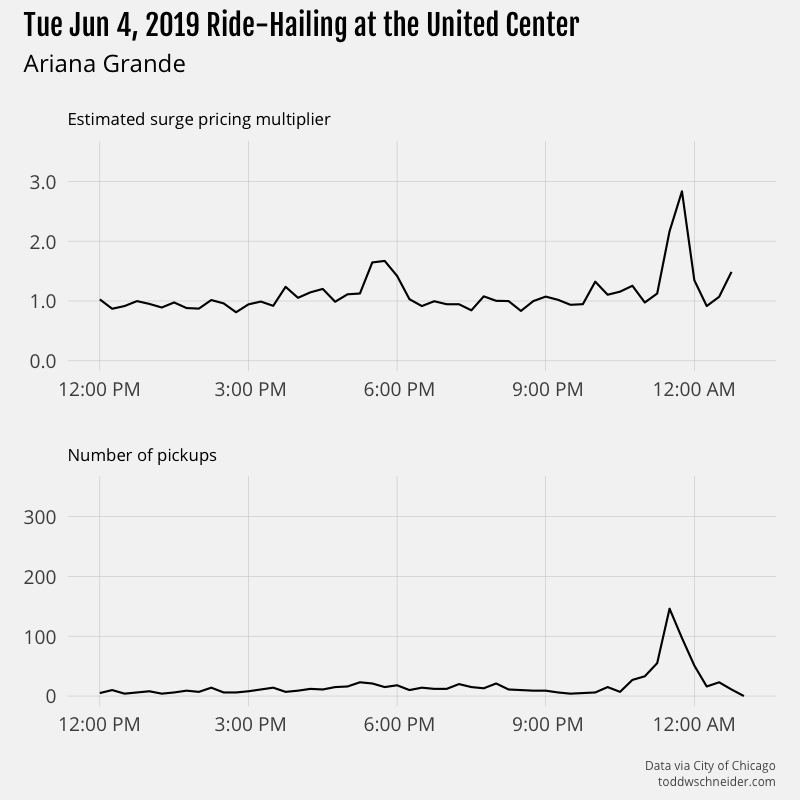 Tue Jun 4, 2019 Ride-Hailing at the United Center
Ariana Grande
Estimated surge pricing multiplier
3.0
2.0
1.0
0.0
12:00 PM 3:00 PM 6:00 PM 9:00 PM 12:00 AM
Number of pickups
300
200
100
0
12:00 PM 3:00 PM 6:00 PM 9:00 PM 12:00 AM
Data via City of Chicago
toddwschneider.com